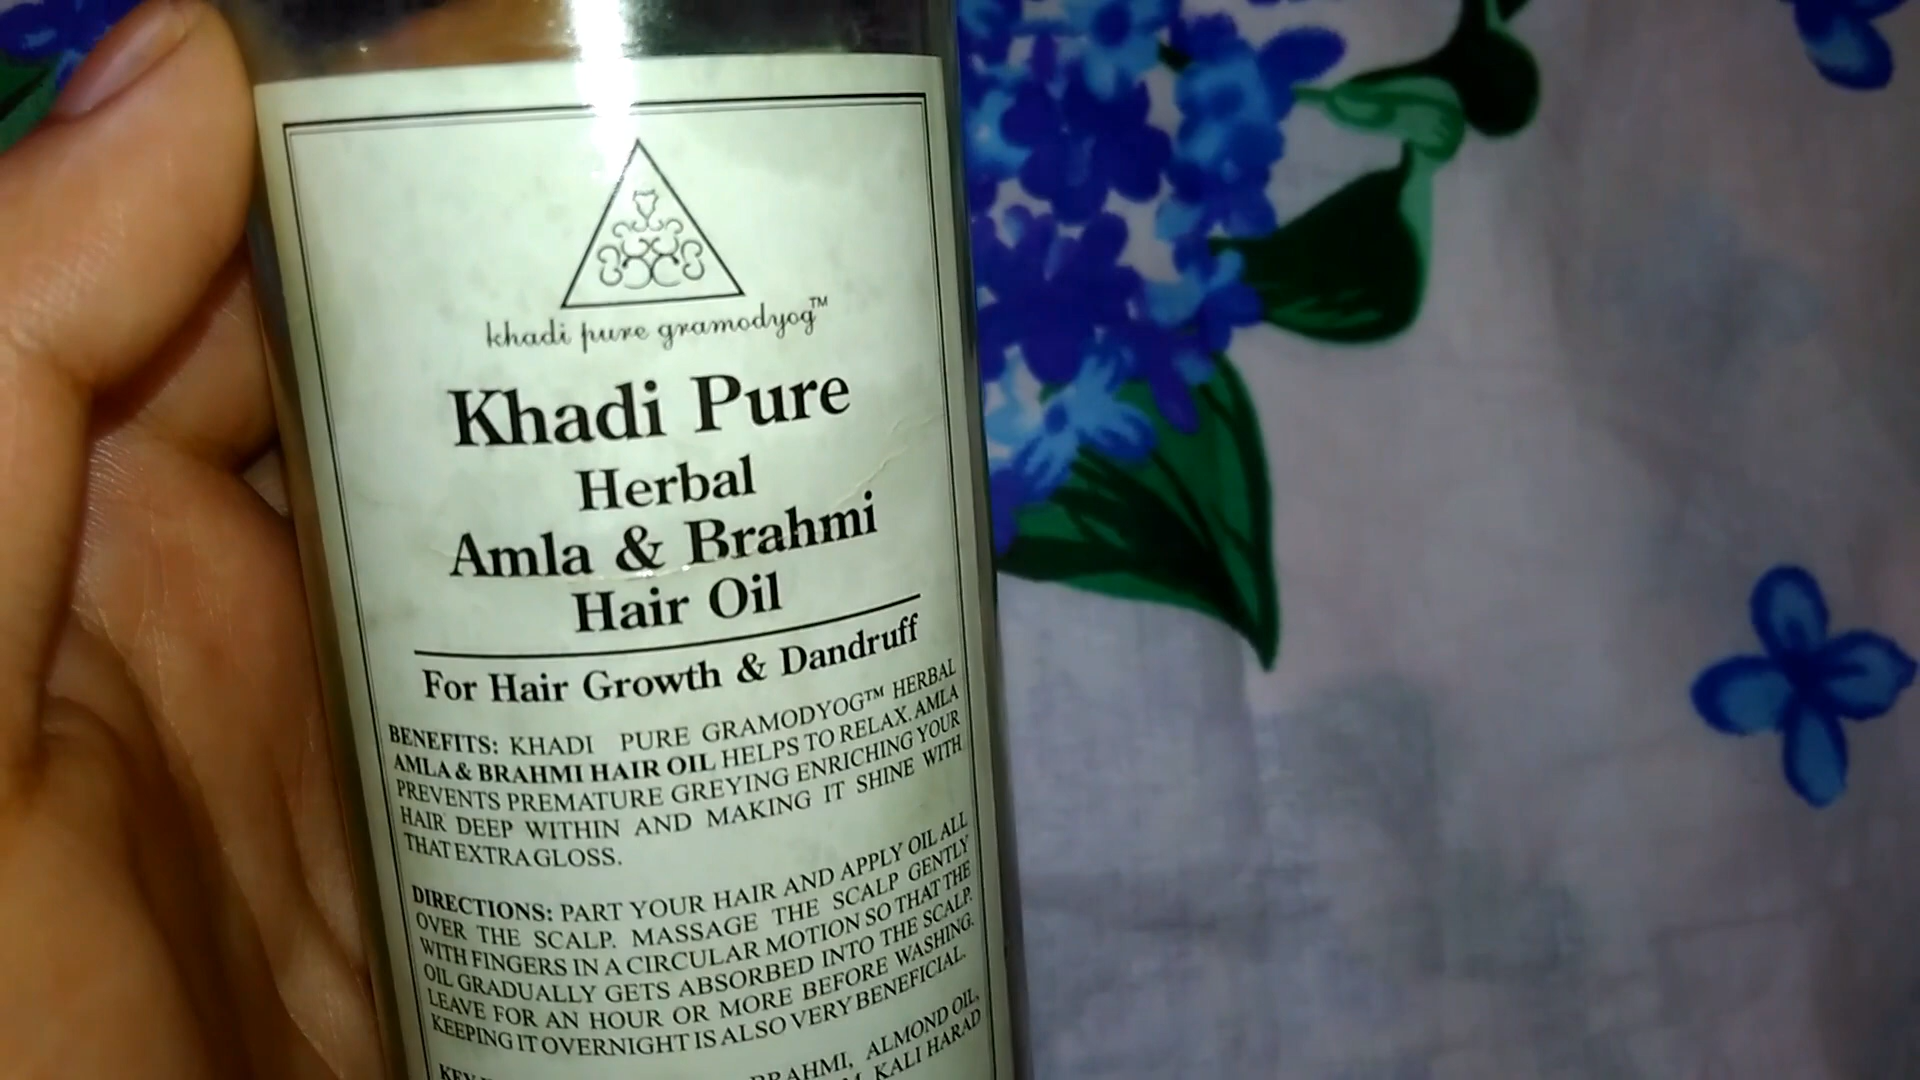 khadi pure gramodyog™
Khadi Pure
Herbal
Amla & Brahmi
Hair Oil
For Hair Growth & Dandruff
BENEFITS: KHADI PURE GRAMODYOG™ HERBAL
AMLA & BRAHMI HAIR OIL HELPS TO RELAX. AMLA
PREVENTS PREMATURE GREYING ENRICHING YOUR
HAIR DEEP WITHIN AND MAKING IT SHINE WITH
THAT EXTRA GLOSS.
DIRECTIONS: PART YOUR HAIR AND APPLY OIL ALL
OVER THE SCALP. MASSAGE THE SCALP GENTLY
WITH FINGERS IN A CIRCULAR MOTION SO THAT THE
OIL GRADUALLY GETS ABSORBED INTO THE SCALP.
LEAVE FOR AN HOUR OR MORE BEFORE WASHING.
KEEPING IT OVERNIGHT IS ALSO VERY BENEFICIAL.
BRAHMI, ALMOND OIL,
KALI HARAD